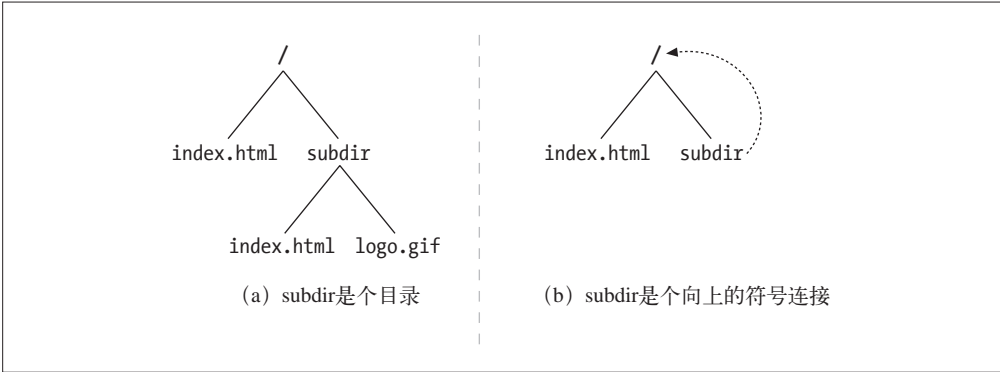 /
index.html subdir
index.html logo.gif
（a）subdir是个目录
/
index.html subdir
（b）subdir是个向上的符号连接